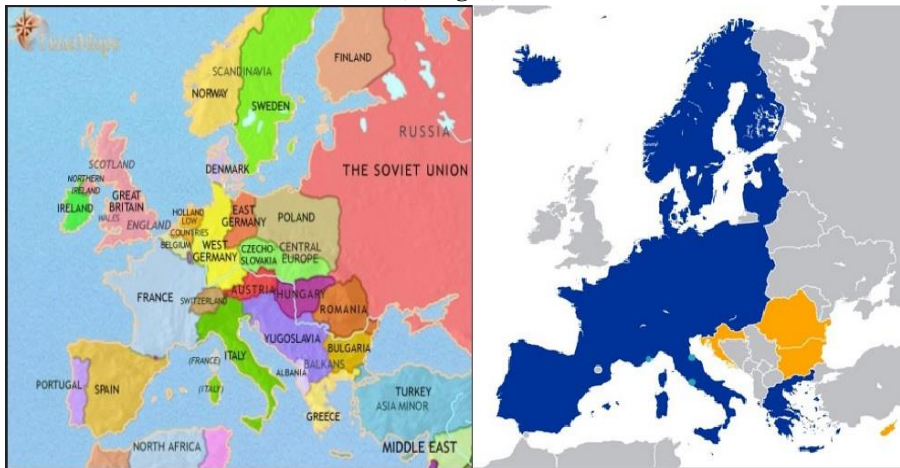 TimeMaps
FINLAND
SCANDINAVIA
NORWAY
SWEDEN
RUSSIA
THE SOVIET UNION
SCOTLAND
DENMARK
NORTHERN
IRELAND
GREAT
BRITAIN
IRELAND
WALES
ENGLAND
HOLLAND
LOW
COUNTRIES
BELGIUM
EAST
GERMANY
POLAND
WEST
GERMANY
CZECHO-
SLOVAKIA
CENTRAL
EUROPE
FRANCE
SWITZERLAND
AUSTRIA
HUNGARY
ROMANIA
YUGOSLAVIA
ITALY
BULGARIA
BALKANS
(FRANCE)
ALBANIA
PORTUGAL
SPAIN
(ITALY)
TURKEY
ASIA MINOR
GREECE
NORTH AFRICA
MIDDLE EAST